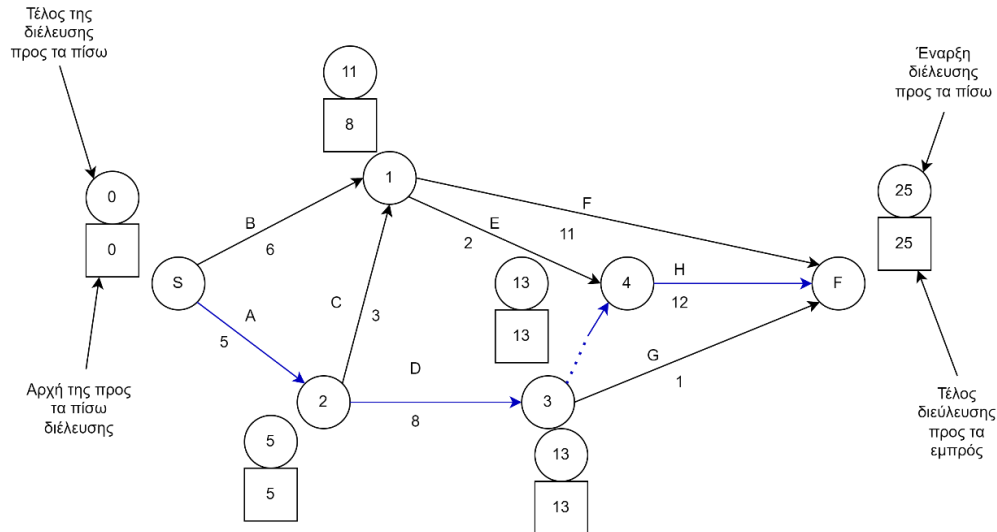 Τέλος της
διέλευσης
προς τα πίσω
Έναρξη
διέλευσης
προς τα πίσω
11
8
0
0
1
25
25
B
6
F
11
E
2
S
A
5
C
3
13
13
4
H
12
F
D
8
G
1
2
3
Αρχή της προς
τα πίσω
διέλευσης
5
5
13
13
Τέλος
διεύλευσης
προς τα
εμπρός